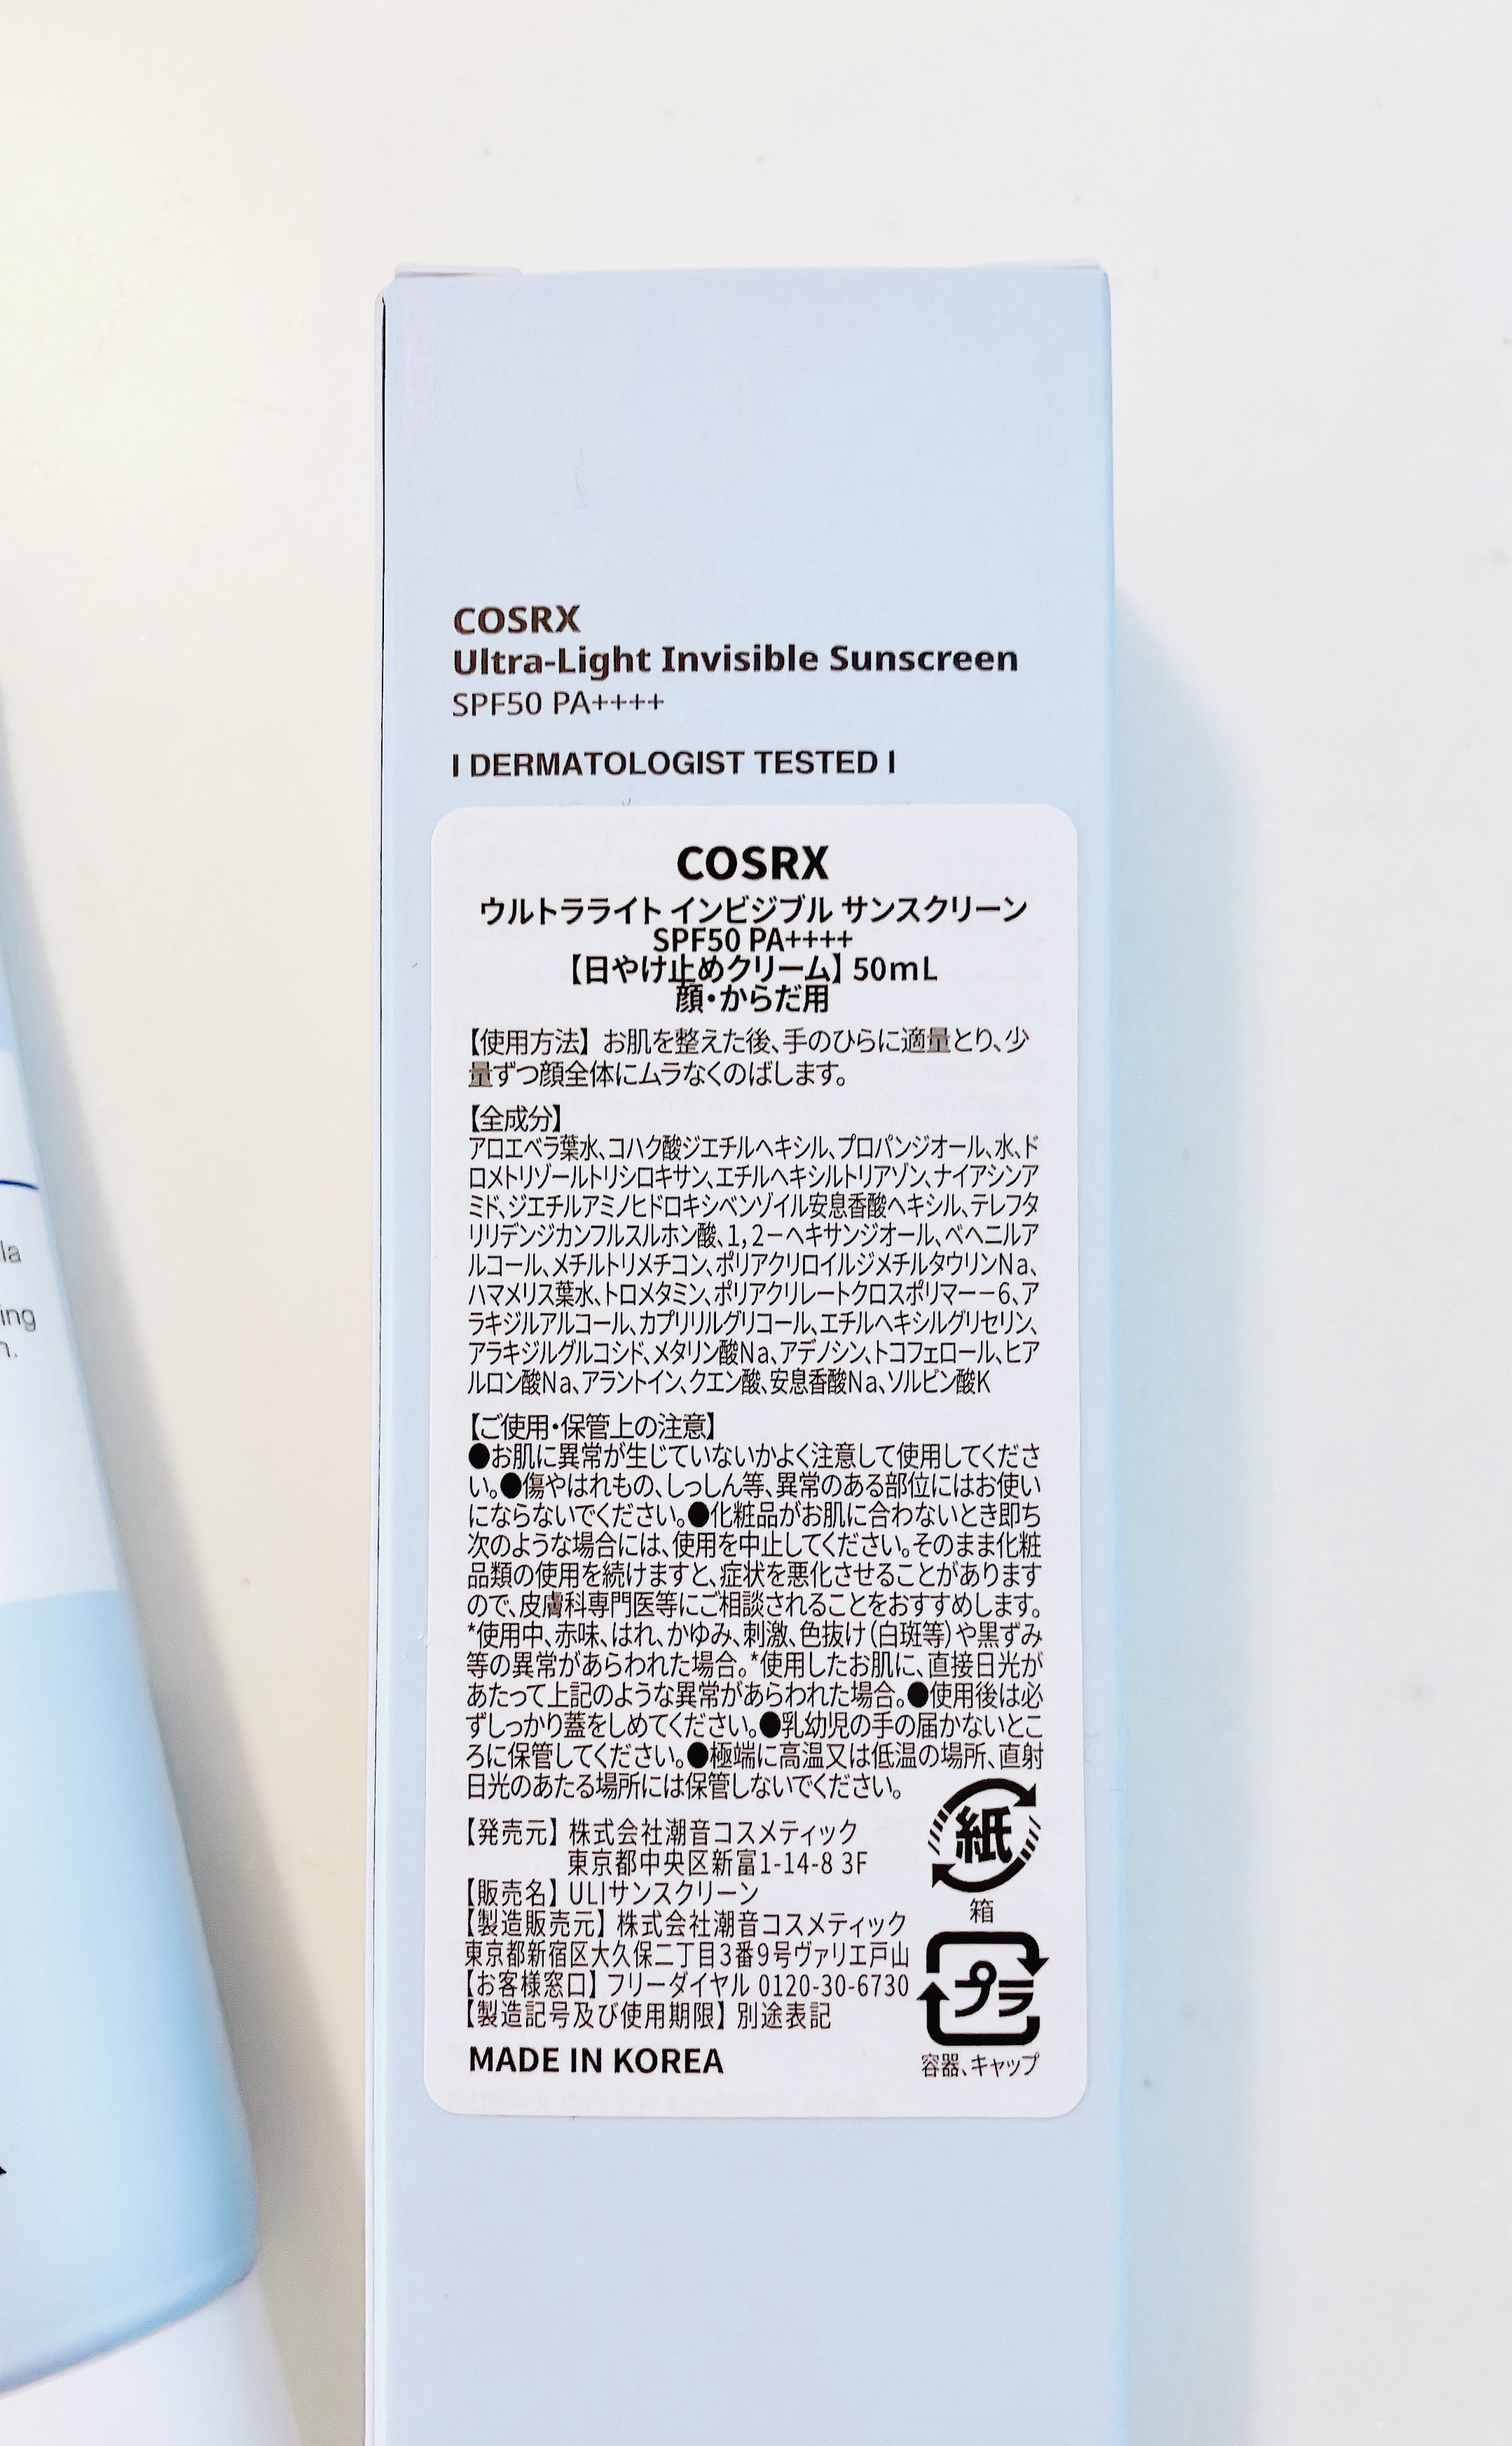 COSRX
Ultra-Light Invisible Sunscreen
SPF50 PA++++
I DERMATOLOGIST TESTED I
COSRX
ウルトラライト インビジブル サンスクリーン
SPF50 PA++++
【日やけ止めクリーム】50mL
顔・からだ用
【使用方法】お肌を整えた後、手のひらに適量とり、少
量ずつ顔全体にムラなくのばします。
【全成分】
アロエベラ葉水、コハク酸ジエチルヘキシル、プロパンジオール、水、ド
ロメトリゾールトリシロキサン、エチルヘキシルトリアゾン、ナイアシンア
ミド、ジエチルアミノヒドロキシベンゾイル安息香酸ヘキシル、テレフタ
リリデンジカンフルスルホン酸、1,2－ヘキサンジオール、ベヘニルア
ルコール、メチルトリメチコン、ポリアクリロイルジメチルタウリンNa、
ハマメリス葉水、トロメタミン、ポリアクリレートクロスポリマー－6、ア
ラキジルアルコール、カプリリルグリコール、エチルヘキシルグリセリン、
アラキジルグルコシド、メタリン酸Na、アデノシン、トコフェロール、ヒア
ルロン酸Na、アラントイン、クエン酸、安息香酸Na、ソルビン酸K
【ご使用・保管上の注意】
●お肌に異常が生じていないかよく注意して使用してくださ
い。●傷やはれもの、しっしん等、異常のある部位にはお使い
にならないでください。●化粧品がお肌に合わないとき即ち
次のような場合には、使用を中止してください。そのまま化粧
品類の使用を続けますと、症状を悪化させることがあります
ので、皮膚科専門医等にご相談されることをおすすめします。
*使用中、赤味、はれ、かゆみ、刺激、色抜け（白斑等）や黒ずみ
等の異常があらわれた場合。*使用したお肌に、直接日光が
あたって上記のような異常があらわれた場合。●使用後は必
ずしっかり蓋をしめてください。●乳幼児の手の届かないとこ
ろに保管してください。●極端に高温又は低温の場所、直射
日光のあたる場所には保管しないでください。
【発売元】株式会社潮音コスメティック
東京都中央区新富1-14-8 3F
【販売名】ULIサンスクリーン
【製造販売元】株式会社潮音コスメティック
東京都新宿区大久保二丁目3番9号ヴァリエ戸山
【お客様窓口】フリーダイヤル 0120-30-6730
【製造記号及び使用期限】別途表記
MADE IN KOREA
紙
箱
プラ
容器、キャップ
la
ing
n.